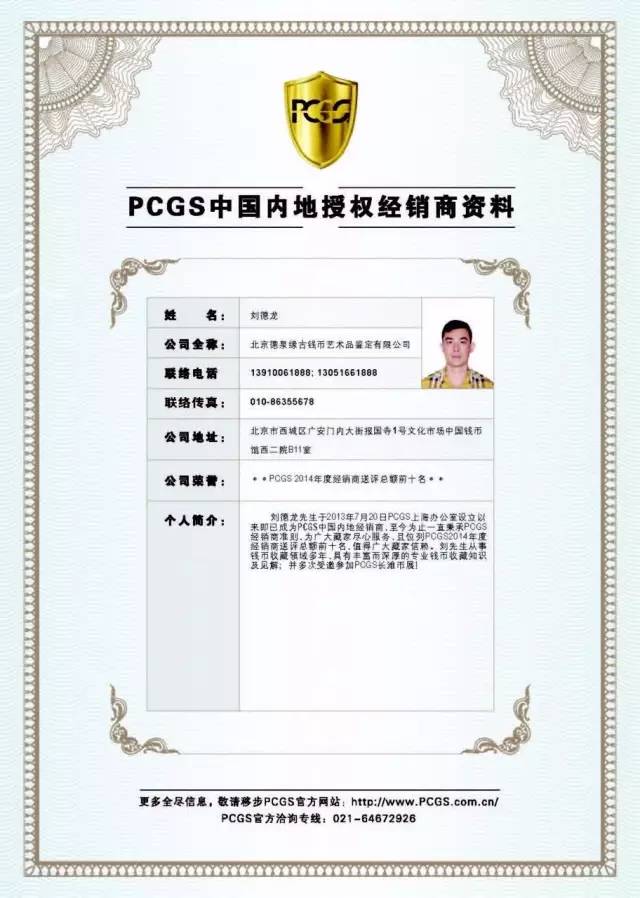 PCGS
PCGS中国内地授权经销商资料
姓　　名：　刘德龙
公司全称：　北京德泉缘古钱币艺术品鉴定有限公司
联络电话　13910061888; 13051661888
联络传真：　010-86355678
公司地址：　北京市西城区广安门内大街报国寺1号文化市场中国钱币
馆西二院B11室
公司荣誉：　**PCGS 2014年度经销商送评总额前十名**
个人简介：　刘德龙先生于2013年7月20日PCGS上海办公室设立以
来即已成为PCGS中国内地经销商，至今为止一直秉承PCGS
经销商准则，为广大藏家尽心服务，且位列PCGS2014年度
经销商送评总额前十名，值得广大藏家信赖。刘先生从事
钱币收藏领域多年，具有丰富而深厚的专业钱币收藏知识
及见解；并多次受邀参加PCGS长滩币展！
更多全尽信息，敬请移步PCGS官方网站：http://www.PCGS.com.cn/
PCGS官方洽询专线：021-64672926